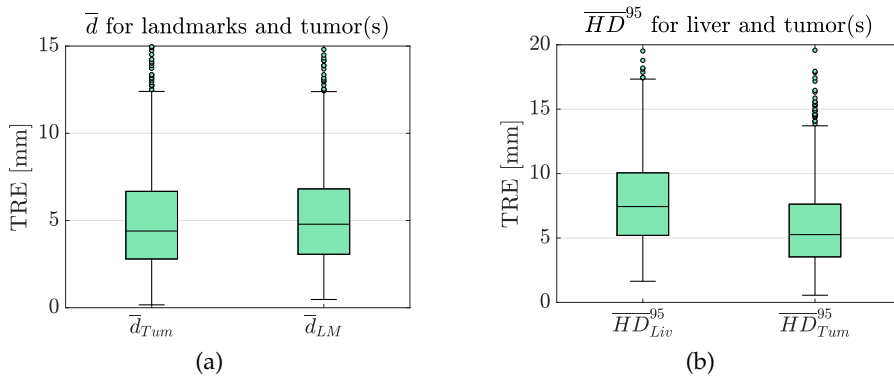 d̅ for landmarks and tumor(s)
TRE [mm]
15
10
5
0
d̅_Tum
d̅_LM
(a)
H̅D̅^95 for liver and tumor(s)
TRE [mm]
20
15
10
5
0
H̅D̅^95_Liv
H̅D̅^95_Tum
(b)